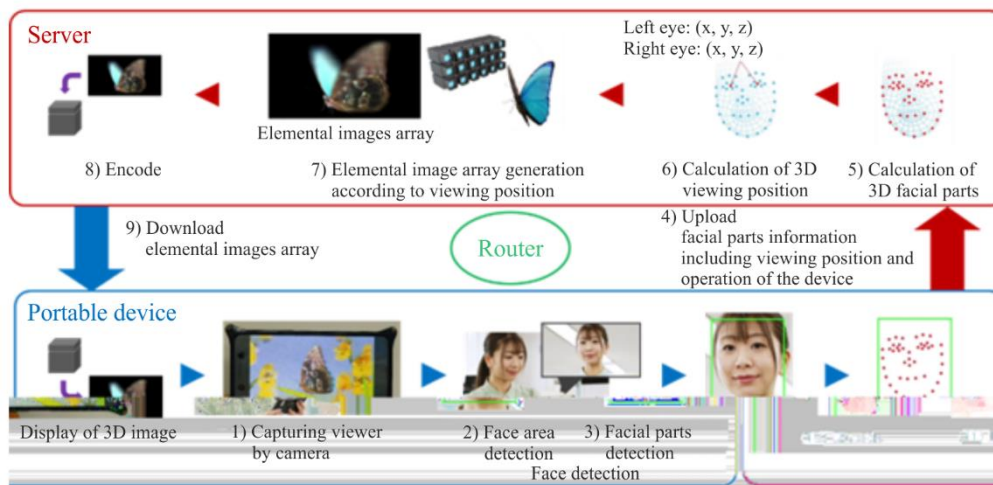 Server
Left eye: (x, y, z)
Right eye: (x, y, z)
Elemental images array
8) Encode
7) Elemental image array generation
according to viewing position
6) Calculation of 3D
viewing position
5) Calculation of
3D facial parts
9) Download
elemental images array
Router
4) Upload
facial parts information
including viewing position and
operation of the device
Portable device
Display of 3D image
1) Capturing viewer
by camera
2) Face area
detection
3) Facial parts
detection
Face detection